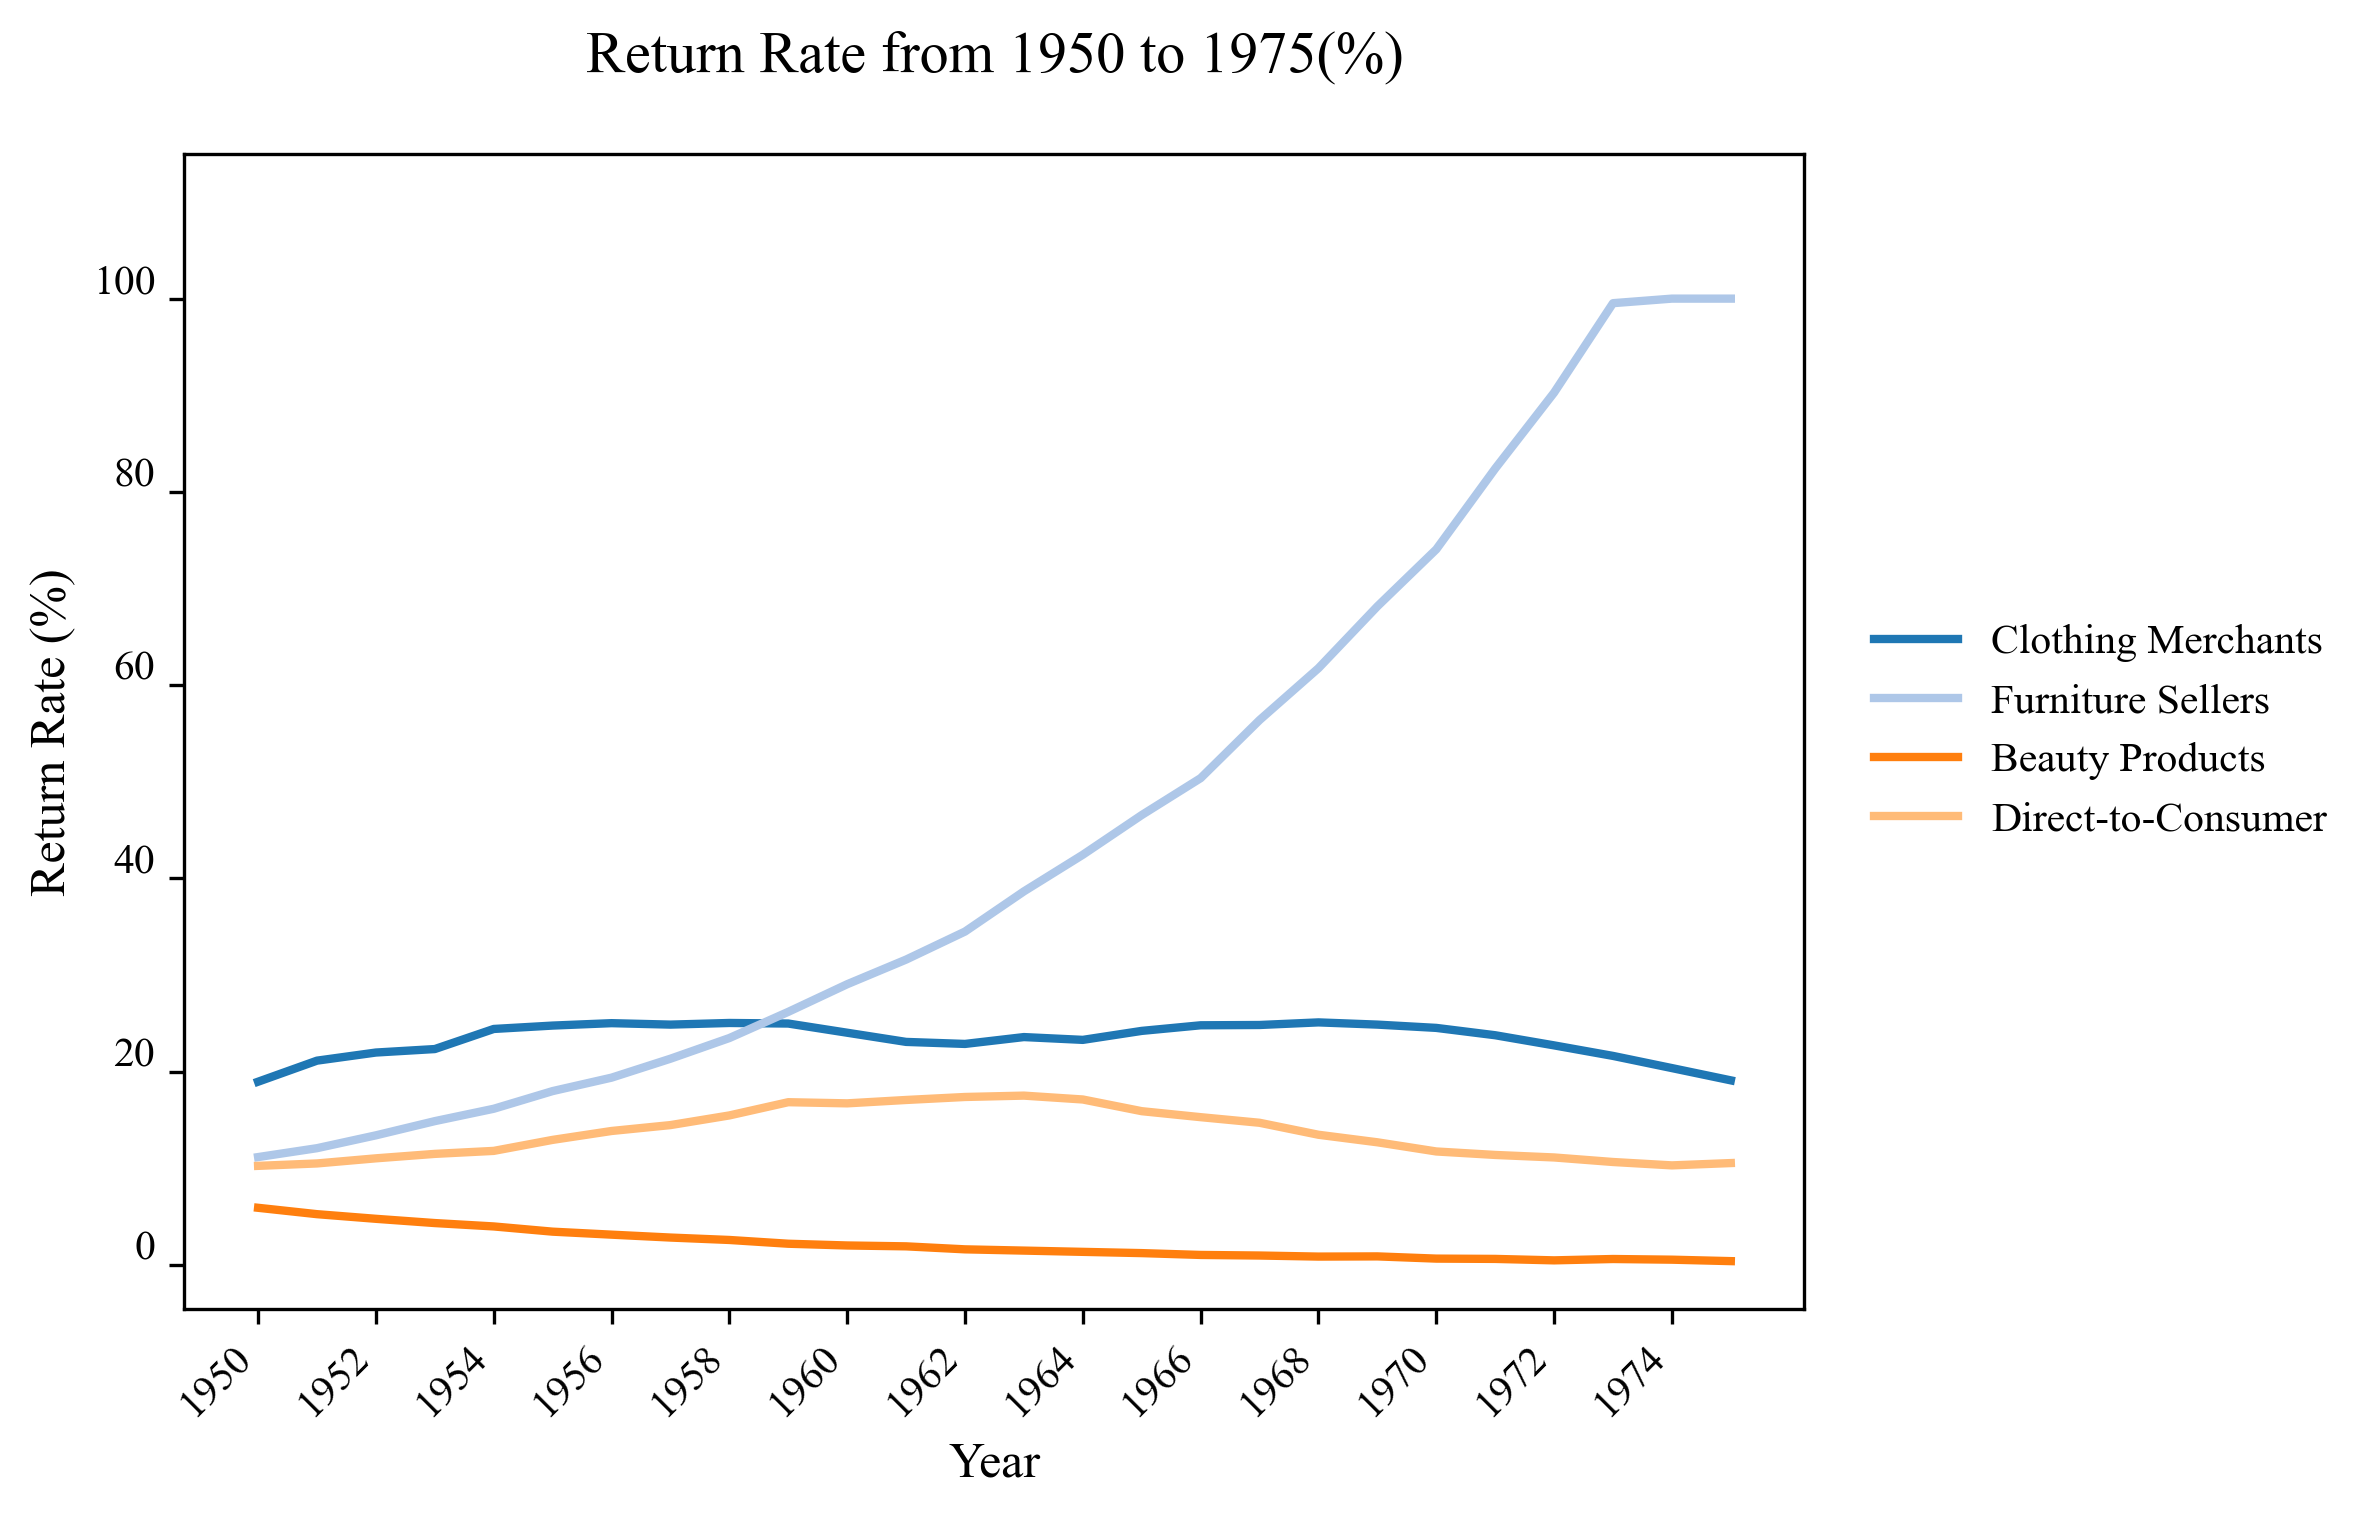 Return Rate from 1950 to 1975(%)
Return Rate (%)
100
80
60
40
20
0
1950
1952
1954
1956
1958
1960
1962
1964
1966
1968
1970
1972
1974
Year
Clothing Merchants
Furniture Sellers
Beauty Products
Direct-to-Consumer